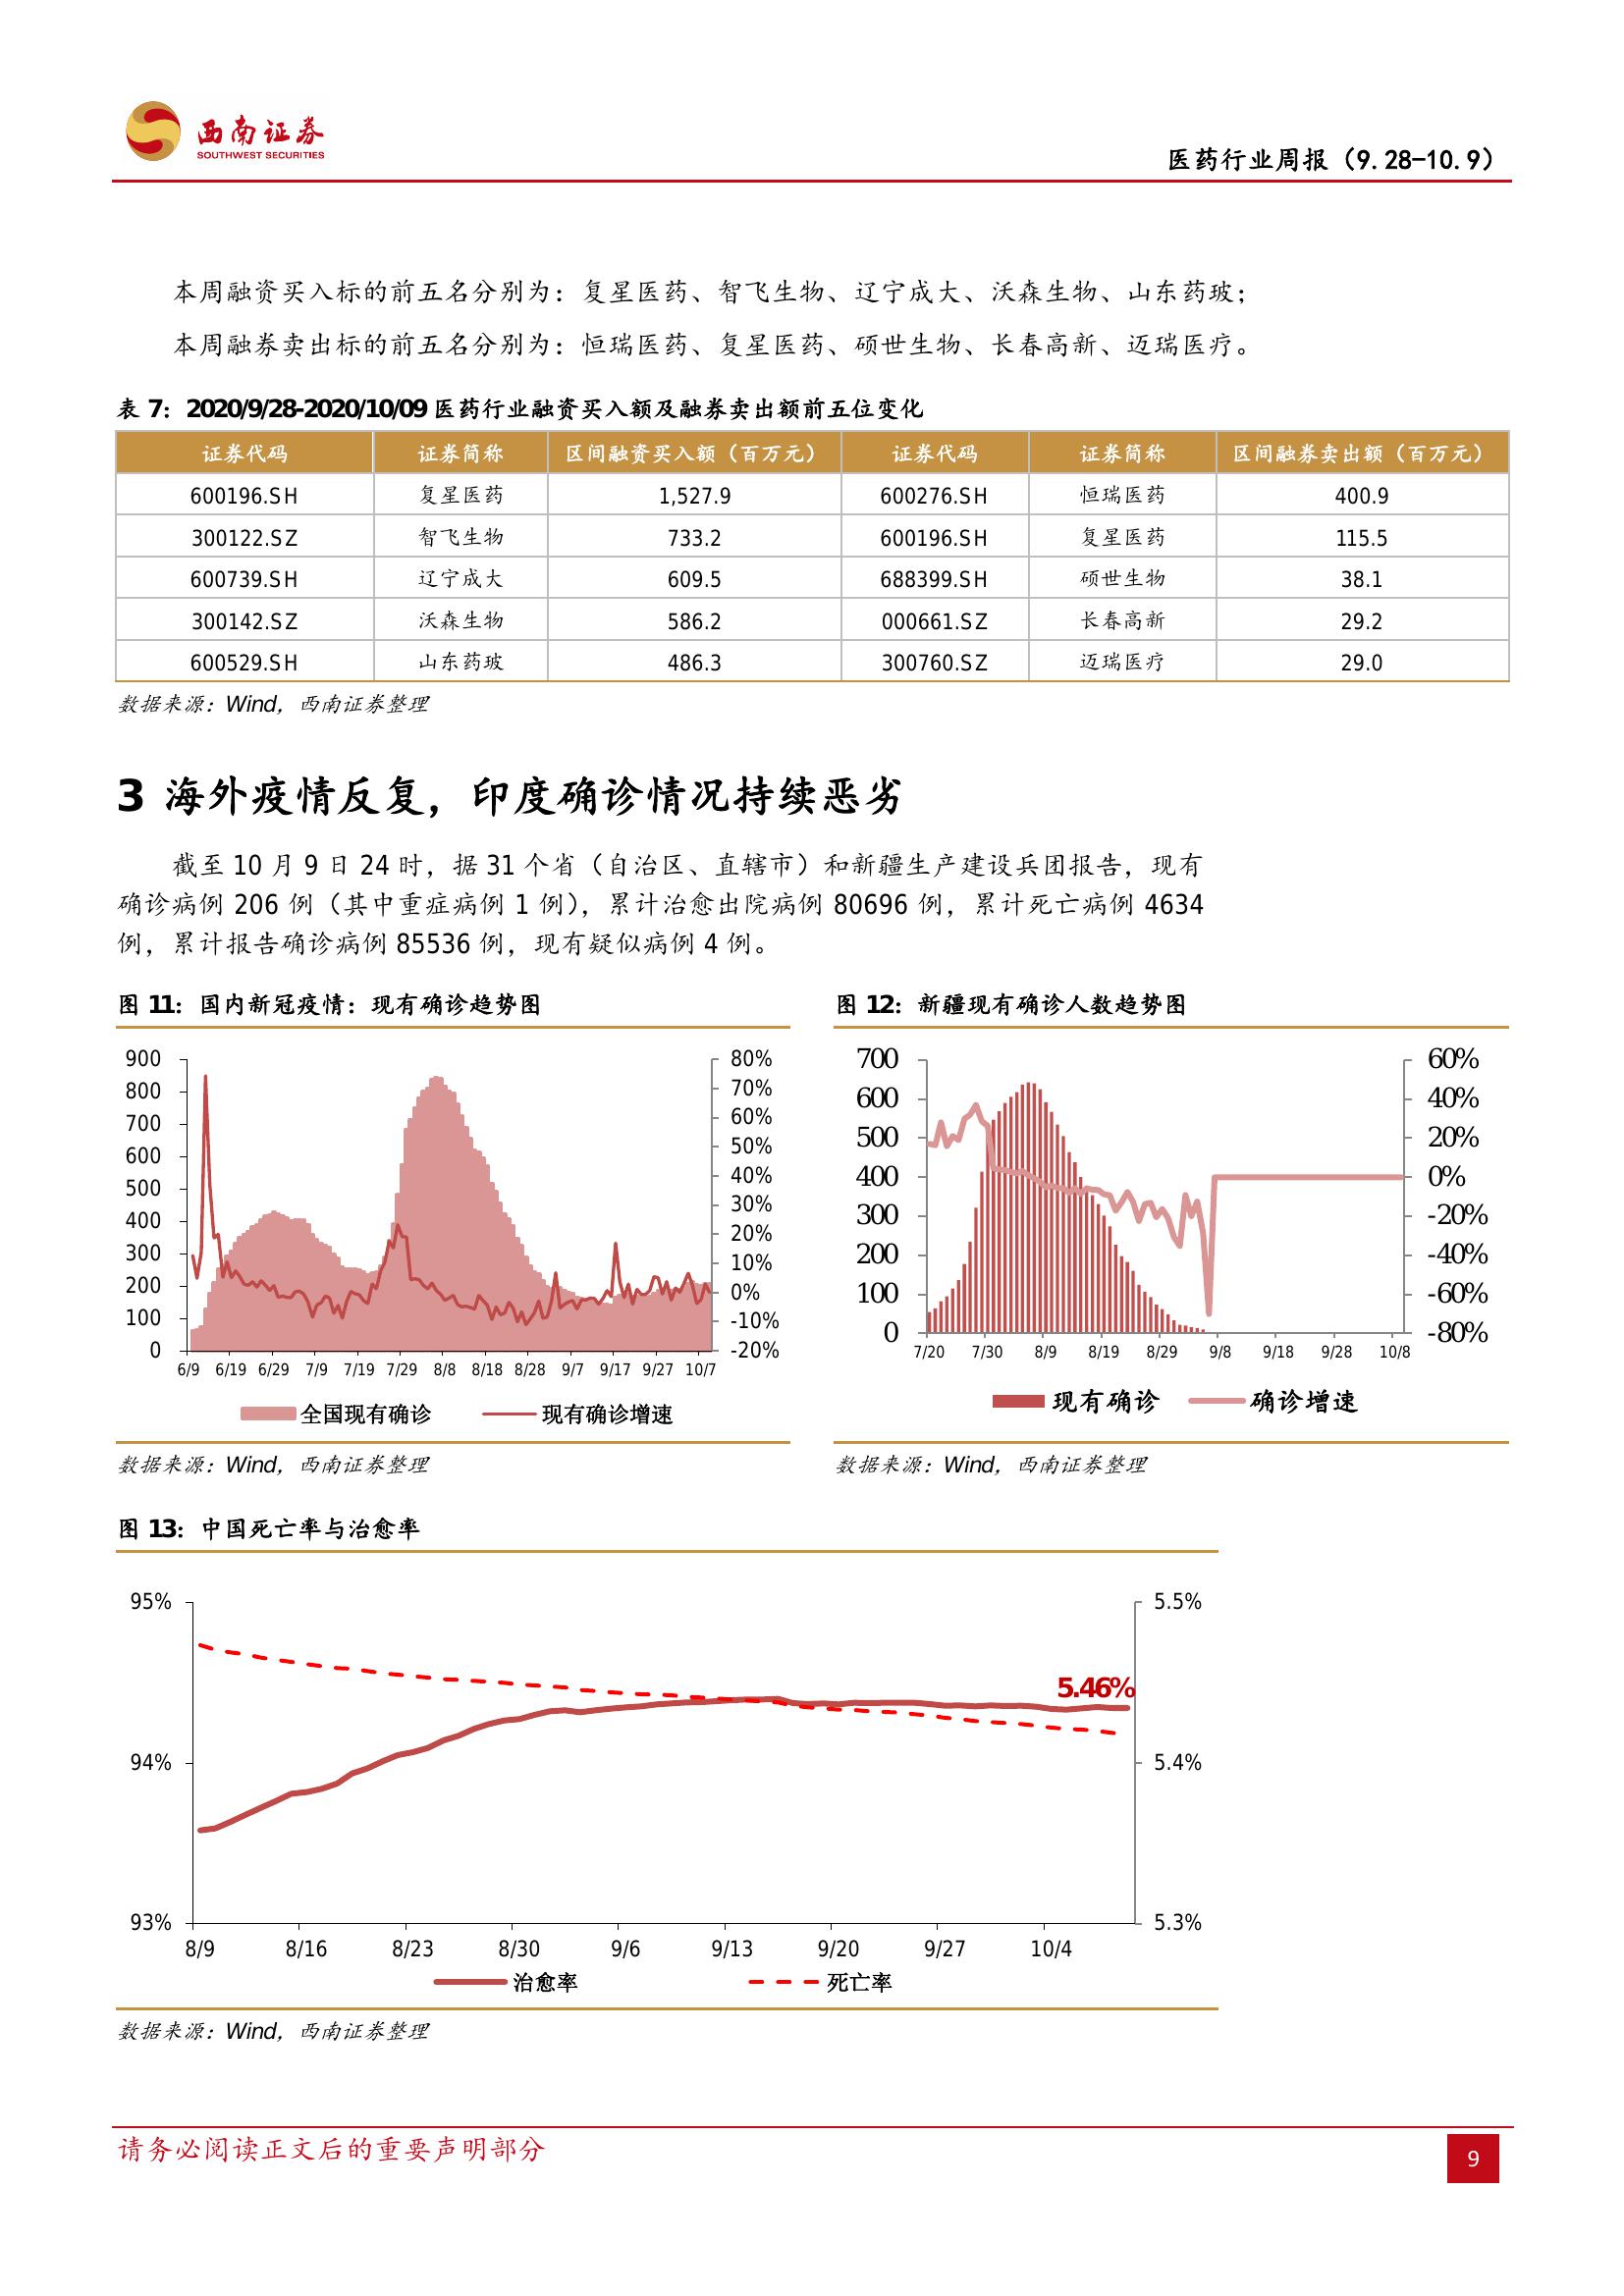 西南证券
SOUTHWEST SECURITIES
医药行业周报（9.28-10.9）
本周融资买入标的前五名分别为：复星医药、智飞生物、辽宁成大、沃森生物、山东药玻；
本周融券卖出标的前五名分别为：恒瑞医药、复星医药、硕世生物、长春高新、迈瑞医疗。
表 7：2020/9/28-2020/10/09 医药行业融资买入额及融券卖出额前五位变化
证券代码 证券简称 区间融资买入额（百万元） 证券代码 证券简称 区间融券卖出额（百万元）
600196.SH 复星医药 1,527.9 600276.SH 恒瑞医药 400.9
300122.SZ 智飞生物 733.2 600196.SH 复星医药 115.5
600739.SH 辽宁成大 609.5 688399.SH 硕世生物 38.1
300142.SZ 沃森生物 586.2 000661.SZ 长春高新 29.2
600529.SH 山东药玻 486.3 300760.SZ 迈瑞医疗 29.0
数据来源：Wind，西南证券整理
3 海外疫情反复，印度确诊情况持续恶劣
截至 10 月 9 日 24 时，据 31 个省（自治区、直辖市）和新疆生产建设兵团报告，现有
确诊病例 206 例（其中重症病例 1 例），累计治愈出院病例 80696 例，累计死亡病例 4634
例，累计报告确诊病例 85536 例，现有疑似病例 4 例。
图 11：国内新冠疫情：现有确诊趋势图
900
800
700
600
500
400
300
200
100
0
80%
70%
60%
50%
40%
30%
20%
10%
0%
-10%
-20%
6/9 6/19 6/29 7/9 7/19 7/29 8/8 8/18 8/28 9/7 9/17 9/27 10/7
全国现有确诊 现有确诊增速
数据来源：Wind，西南证券整理
图 12：新疆现有确诊人数趋势图
700
600
500
400
300
200
100
0
60%
40%
20%
0%
-20%
-40%
-60%
-80%
7/20 7/30 8/9 8/19 8/29 9/8 9/18 9/28 10/8
现有确诊 确诊增速
数据来源：Wind，西南证券整理
图 13：中国死亡率与治愈率
95%
94%
93%
5.46%
5.5%
5.4%
5.3%
8/9 8/16 8/23 8/30 9/6 9/13 9/20 9/27 10/4
治愈率 死亡率
数据来源：Wind，西南证券整理
请务必阅读正文后的重要声明部分
9